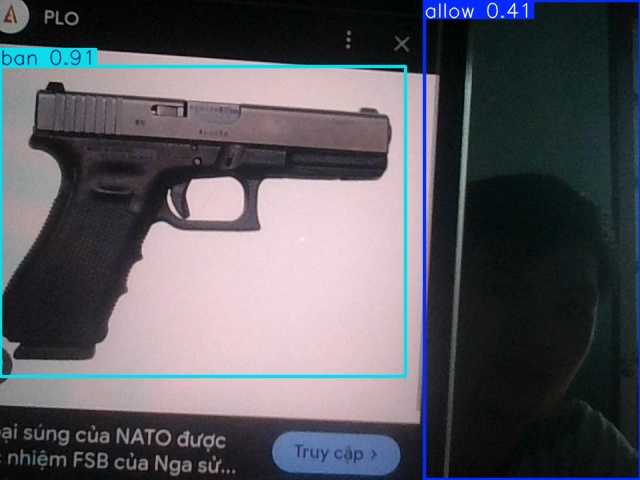 PLO
ban 0.91
allow 0.41
ại súng của NATO được
nhiệm FSB của Nga sử...
Truy cập >